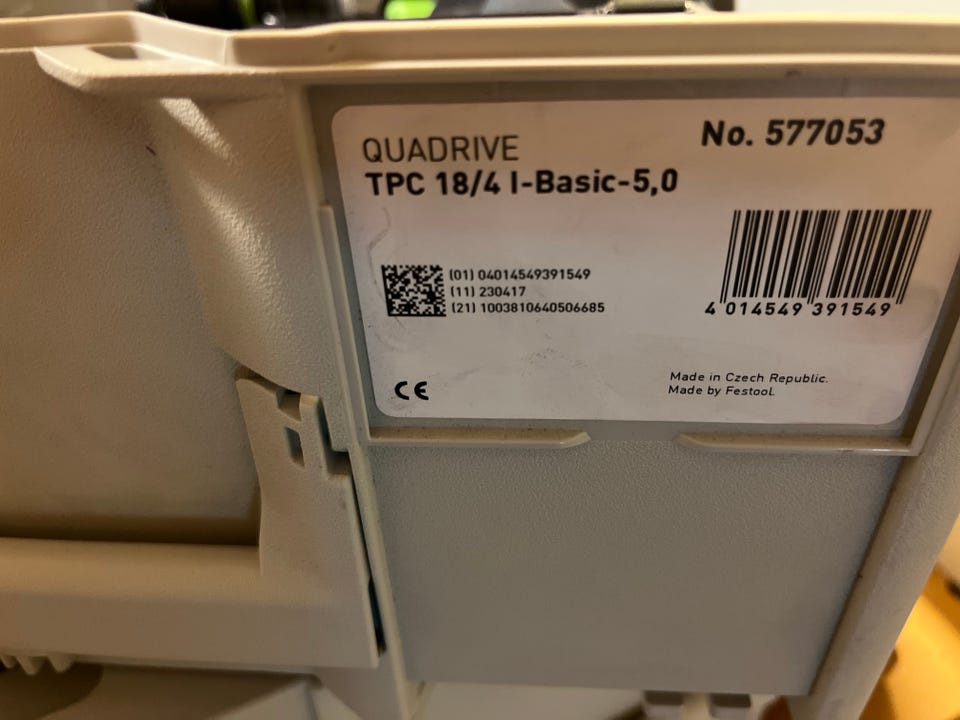 QUADRIVE
TPC 18/4 I-Basic-5,0
No. 577053
(01) 04014549391549
(11) 230417
(21) 1003810640506685
4 014549 391549
CE
Made in Czech Republic.
Made by Festool.